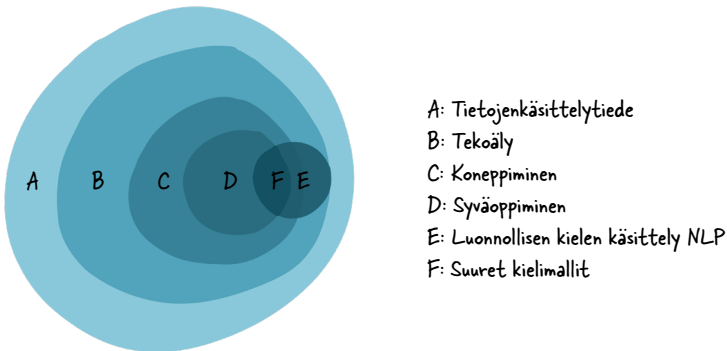 A B C D F E
A: Tietojenkäsittelytiede
B: Tekoäly
C: Koneppiminen
D: Syväoppiminen
E: Luonnollisen kielen käsittely NLP
F: Suuret kielimallit